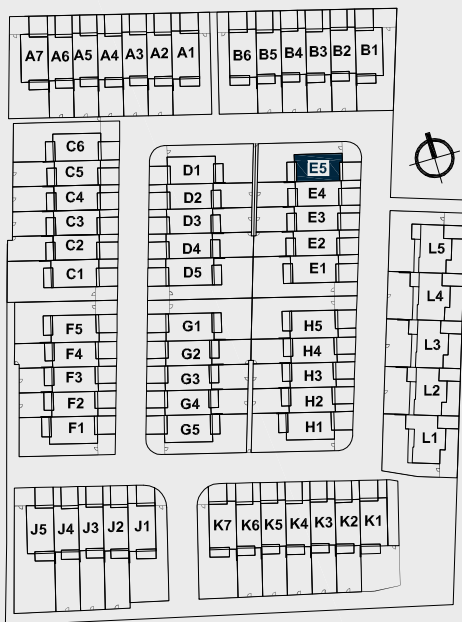 A7 A6 A5 A4 A3 A2 A1
B6 B5 B4 B3 B2 B1
C6
C5
C4
C3
C2
C1
D1
D2
D3
D4
D5
E5
E4
E3
E2
E1
L5
L4
L3
L2
L1
F5
F4
F3
F2
F1
G1
G2
G3
G4
G5
H5
H4
H3
H2
H1
J5 J4 J3 J2 J1
K7 K6 K5 K4 K3 K2 K1